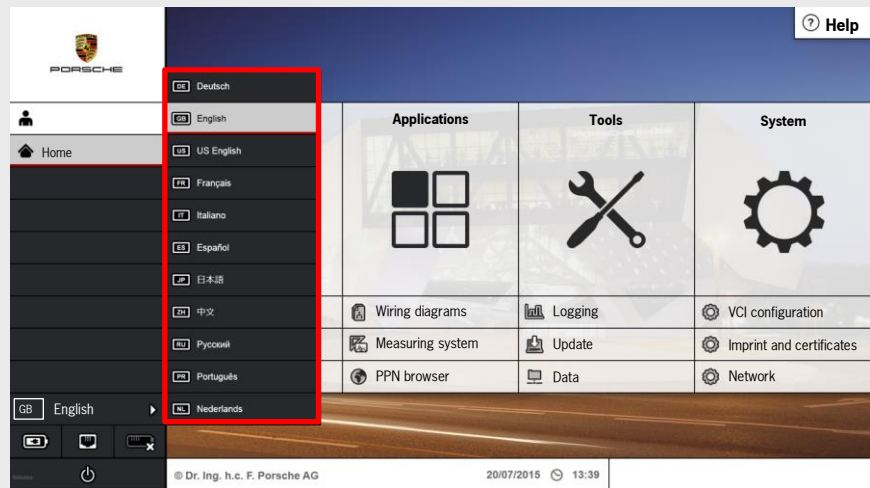 Help
PORSCHE
DE Deutsch
GB English
US US English
FR Français
IT Italiano
ES Español
JP 日本語
ZH 中文
RU Русский
PR Português
NL Nederlands
Home
Applications
Tools
System
Wiring diagrams
Logging
VCI configuration
Measuring system
Update
Imprint and certificates
PPN browser
Data
Network
GB English
© Dr. Ing. h.c. F. Porsche AG
20/07/2015 13:39